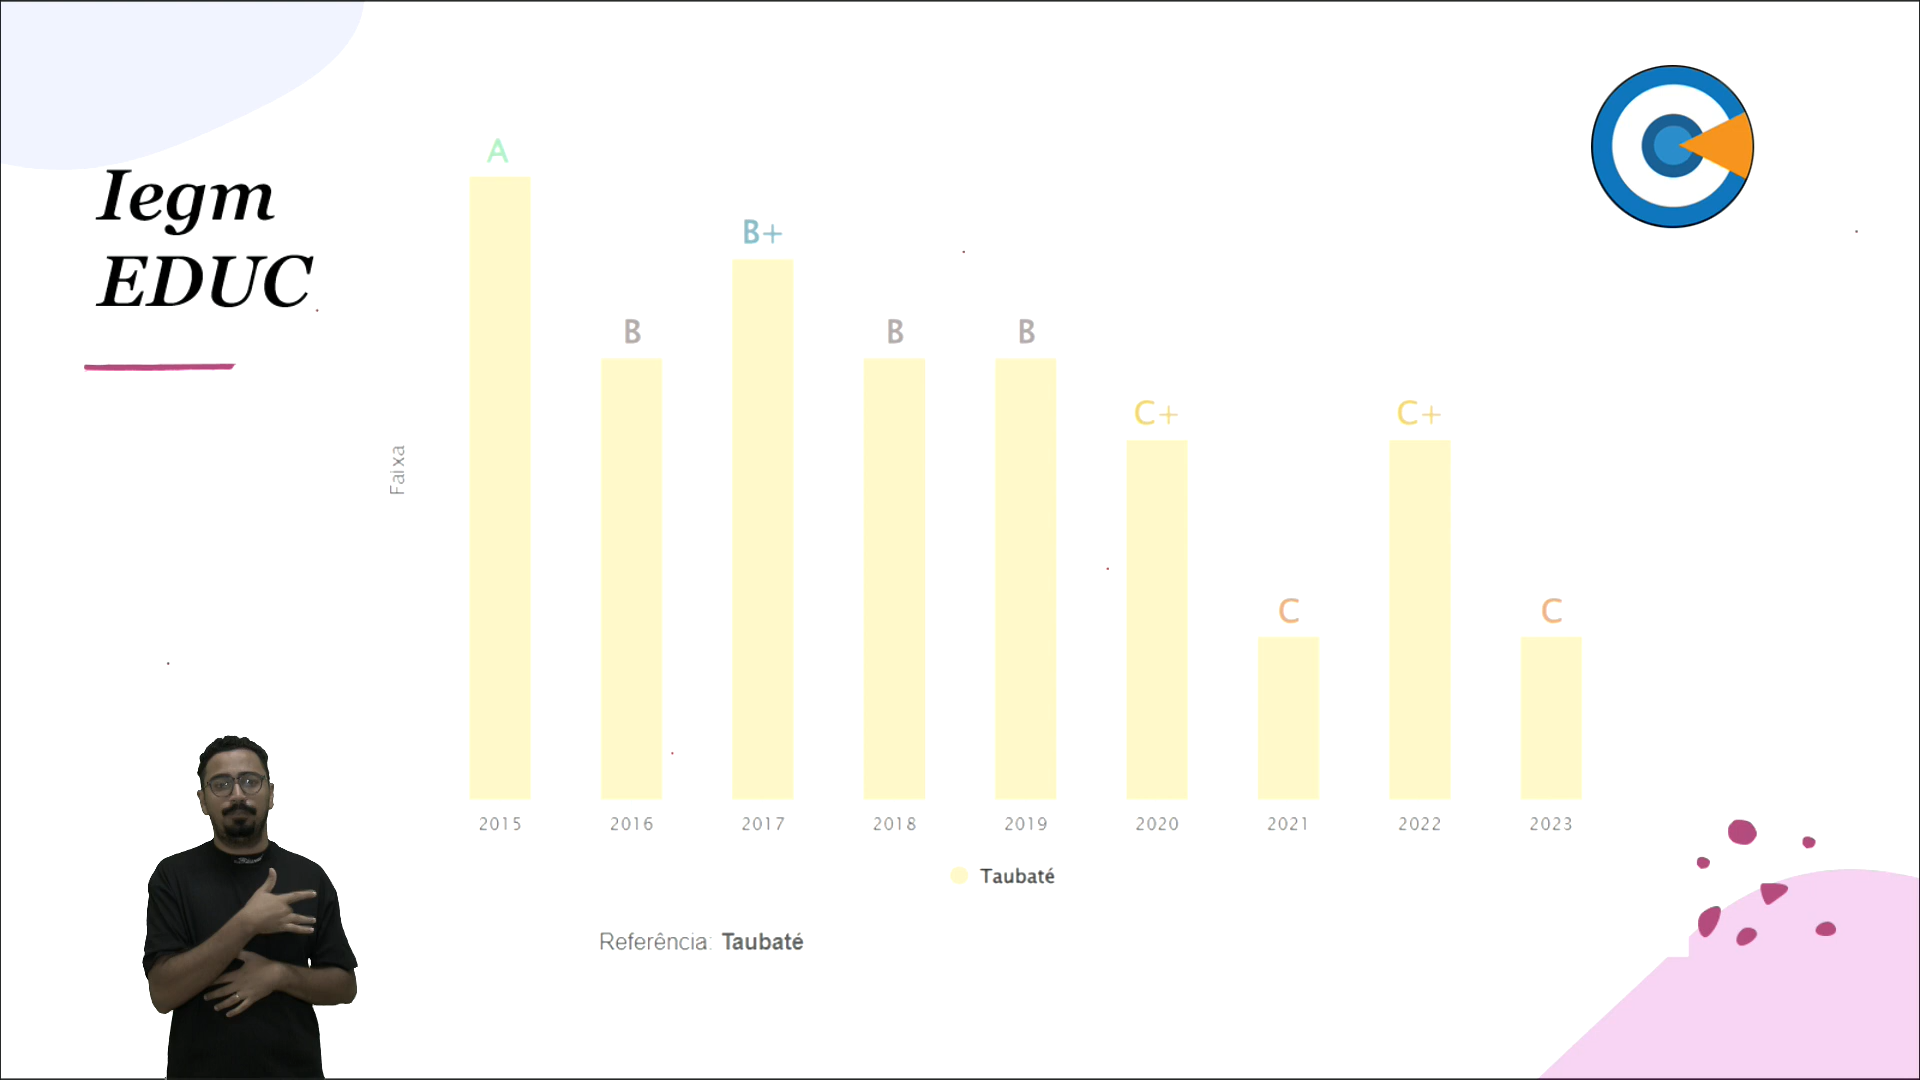 Iegm
EDUC
A
B
B+
B
B
C+
C
C+
C
Faixa
2015
2016
2017
2018
2019
2020
2021
2022
2023
Taubaté
Referência: Taubaté